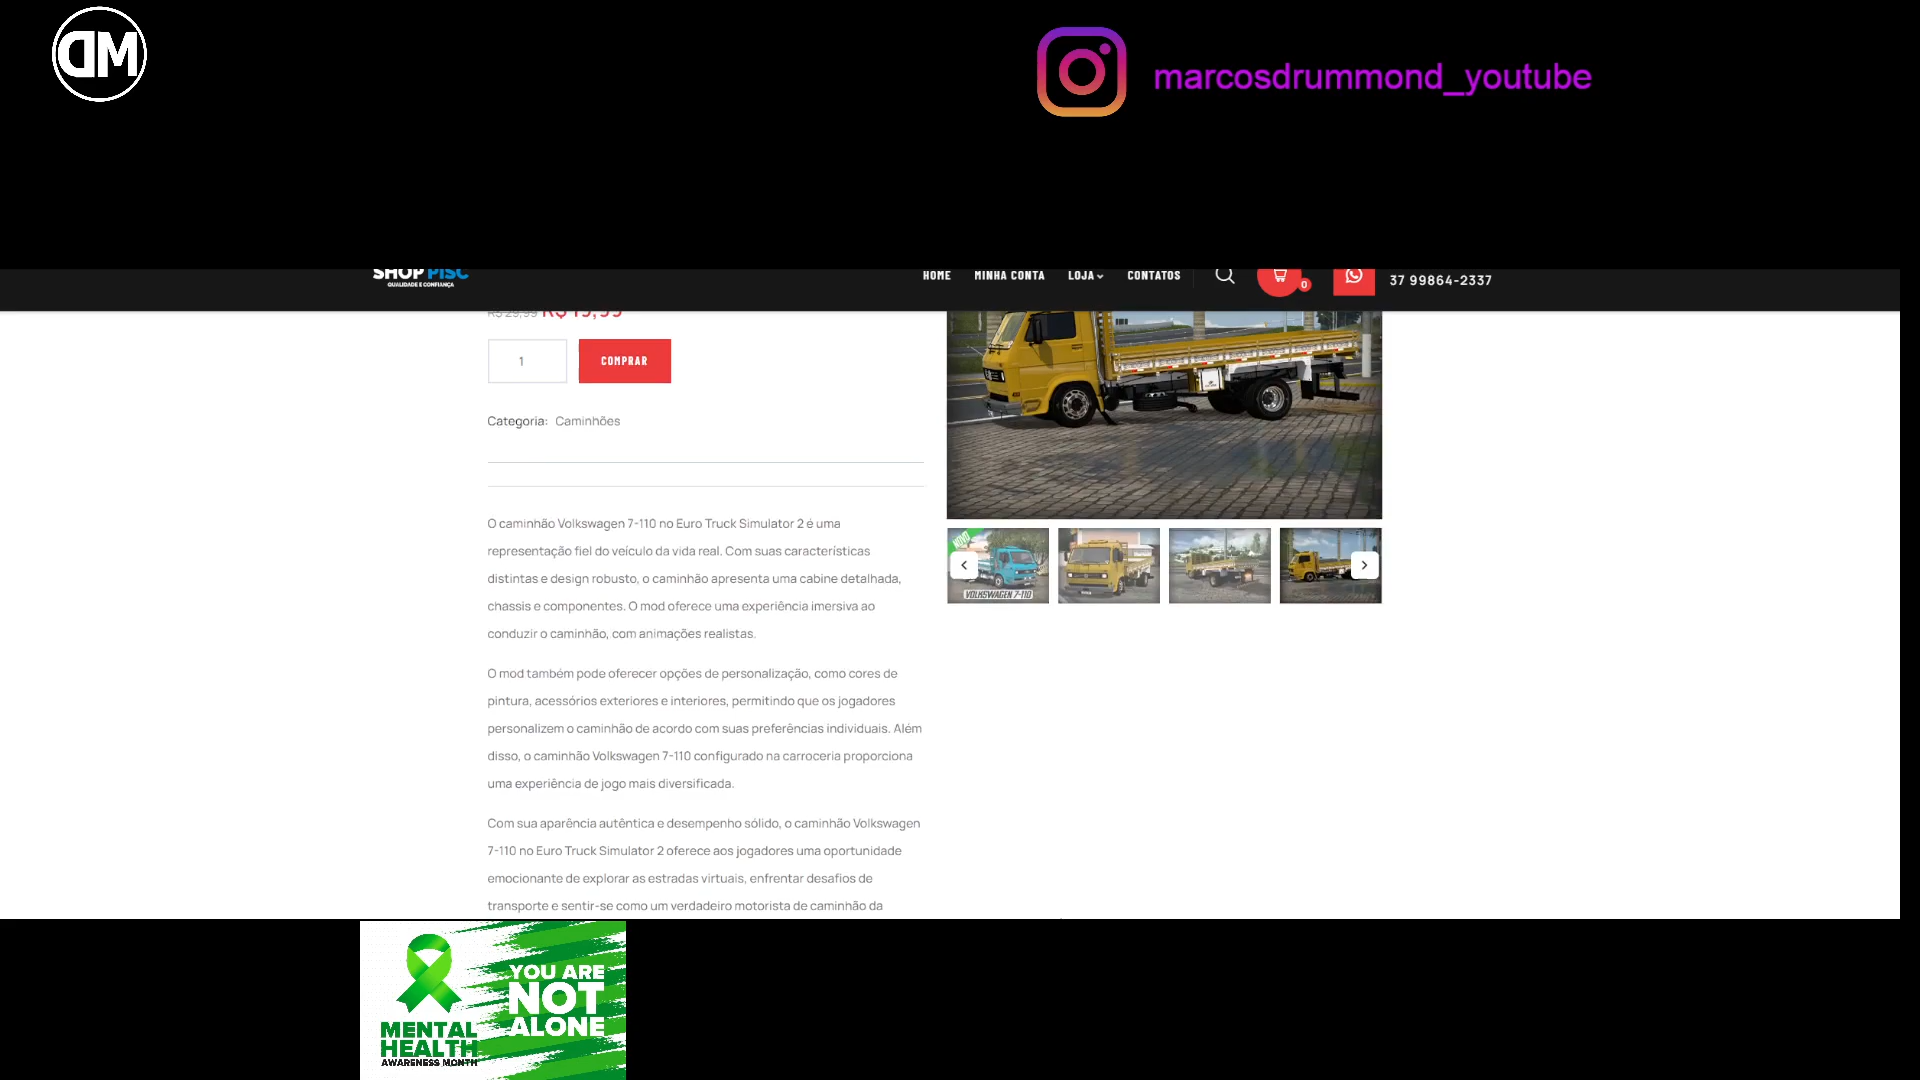 DM
marcosdrummond_youtube
SHOP PISC
QUALIDADE E CONFIANÇA
HOME
MINHA CONTA
LOJA
CONTATOS
0
37 99864-2337
R$ 29,99 R$ 19,99
1
COMPRAR
Categoria: Caminhões
O caminhão Volkswagen 7-110 no Euro Truck Simulator 2 é uma
representação fiel do veículo da vida real. Com suas características
distintas e design robusto, o caminhão apresenta uma cabine detalhada,
chassis e componentes. O mod oferece uma experiência imersiva ao
conduzir o caminhão, com animações realistas.
O mod também pode oferecer opções de personalização, como cores de
pintura, acessórios exteriores e interiores, permitindo que os jogadores
personalizem o caminhão de acordo com suas preferências individuais. Além
disso, o caminhão Volkswagen 7-110 configurado na carroceria proporciona
uma experiência de jogo mais diversificada.
Com sua aparência autêntica e desempenho sólido, o caminhão Volkswagen
7-110 no Euro Truck Simulator 2 oferece aos jogadores uma oportunidade
emocionante de explorar as estradas virtuais, enfrentar desafios de
transporte e sentir-se como um verdadeiro motorista de caminhão da
NOVO
VOLKSWAGEN 7-110
MENTAL
HEALTH
AWARENESS MONTH
YOU ARE
NOT
ALONE